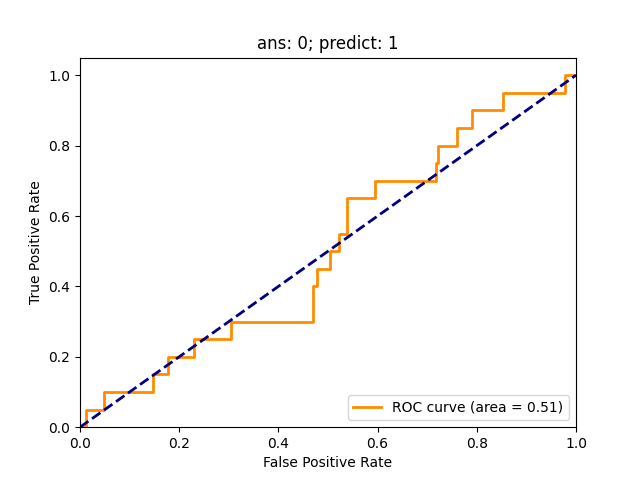 ans: 0; predict: 1
True Positive Rate
1.0
0.8
0.6
0.4
0.2
0.0
0.0 0.2 0.4 0.6 0.8 1.0
False Positive Rate
ROC curve (area = 0.51)